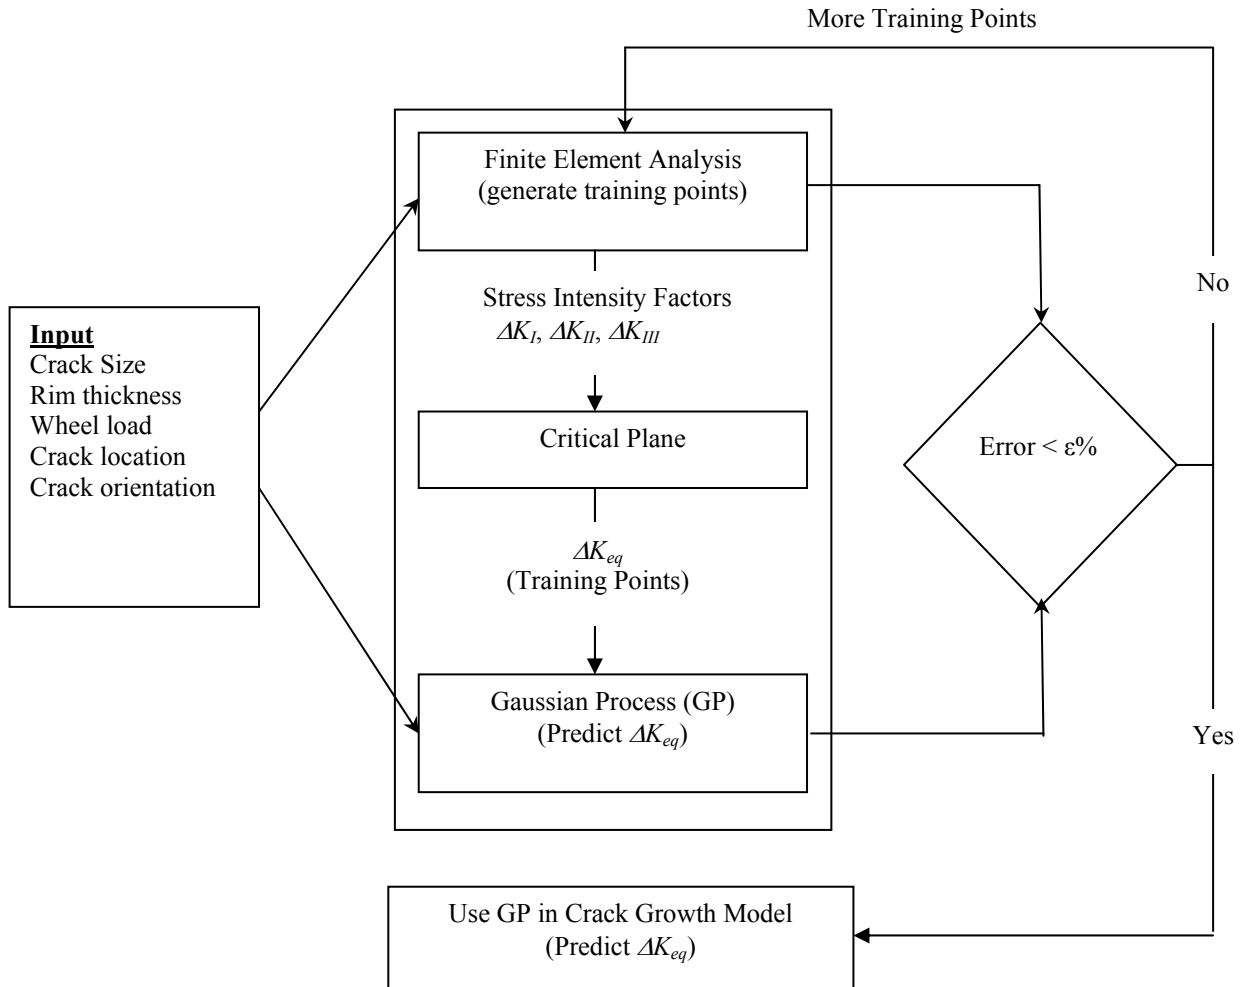 More Training Points
Finite Element Analysis
(generate training points)
No
Stress Intensity Factors
ΔK_I, ΔK_II, ΔK_III
Input
Crack Size
Rim thickness
Wheel load
Crack location
Crack orientation
Critical Plane
Error < ε%
ΔK_eq
(Training Points)
Gaussian Process (GP)
(Predict ΔK_eq)
Yes
Use GP in Crack Growth Model
(Predict ΔK_eq)